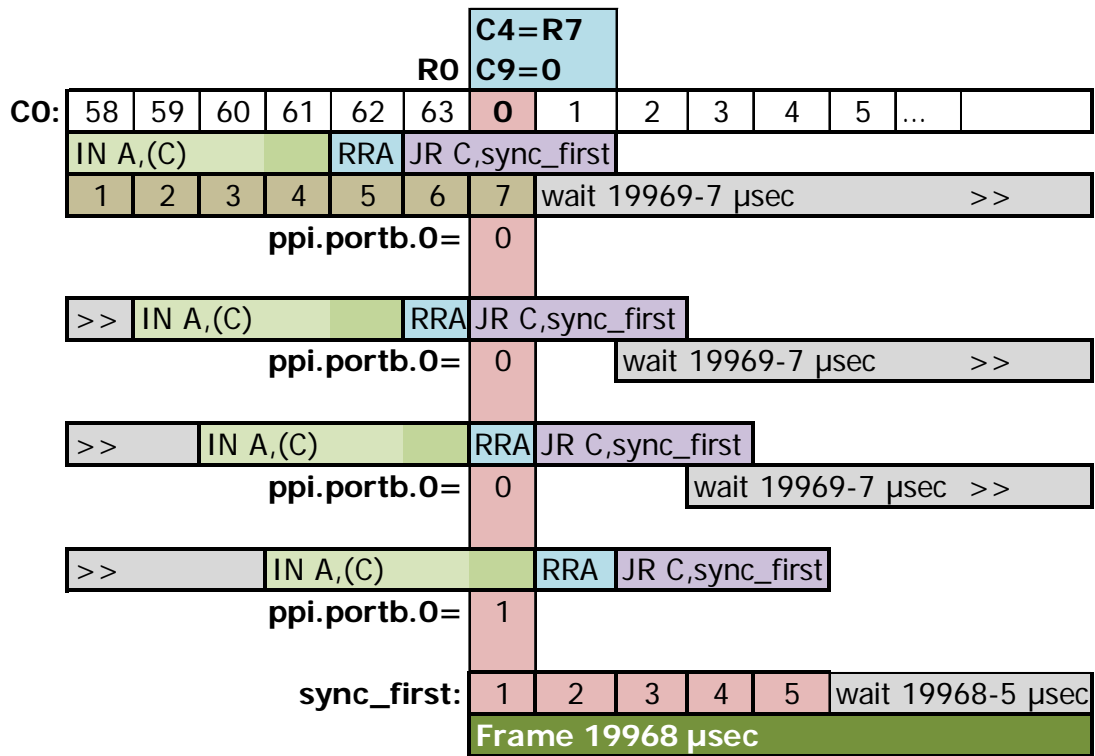 C4=R7
R0 C9=0
C0: 58 59 60 61 62 63 0 1 2 3 4 5 ...
IN A,(C) RRA JR C,sync_first
1 2 3 4 5 6 7 wait 19969-7 µsec >>
ppi.portb.0= 0
>> IN A,(C) RRA JR C,sync_first
ppi.portb.0= 0 wait 19969-7 µsec >>
>> IN A,(C) RRA JR C,sync_first
ppi.portb.0= 0 wait 19969-7 µsec >>
>> IN A,(C) RRA JR C,sync_first
ppi.portb.0= 1
sync_first: 1 2 3 4 5 wait 19968-5 µsec
Frame 19968 µsec